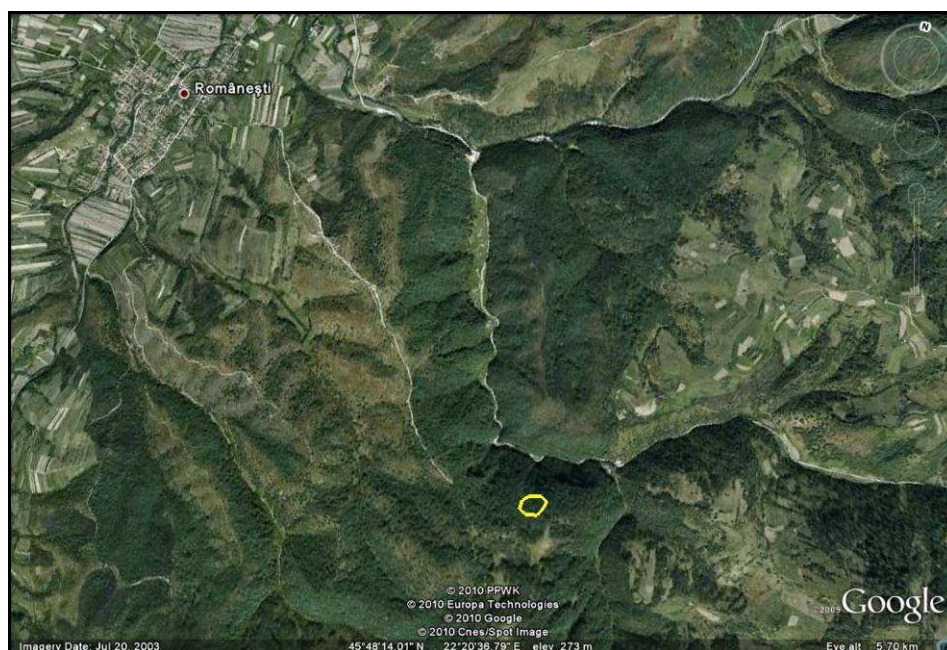 N
Românești
© 2010 PPWK
© 2010 Europa Technologies
© 2010 Google
© 2010 Cnes/Spot Image
©2009 Google
Imagery Date: Jul 20, 2003 45°48'14.01" N 22°20'36.79" E elev 273 m Eye alt 5.70 km